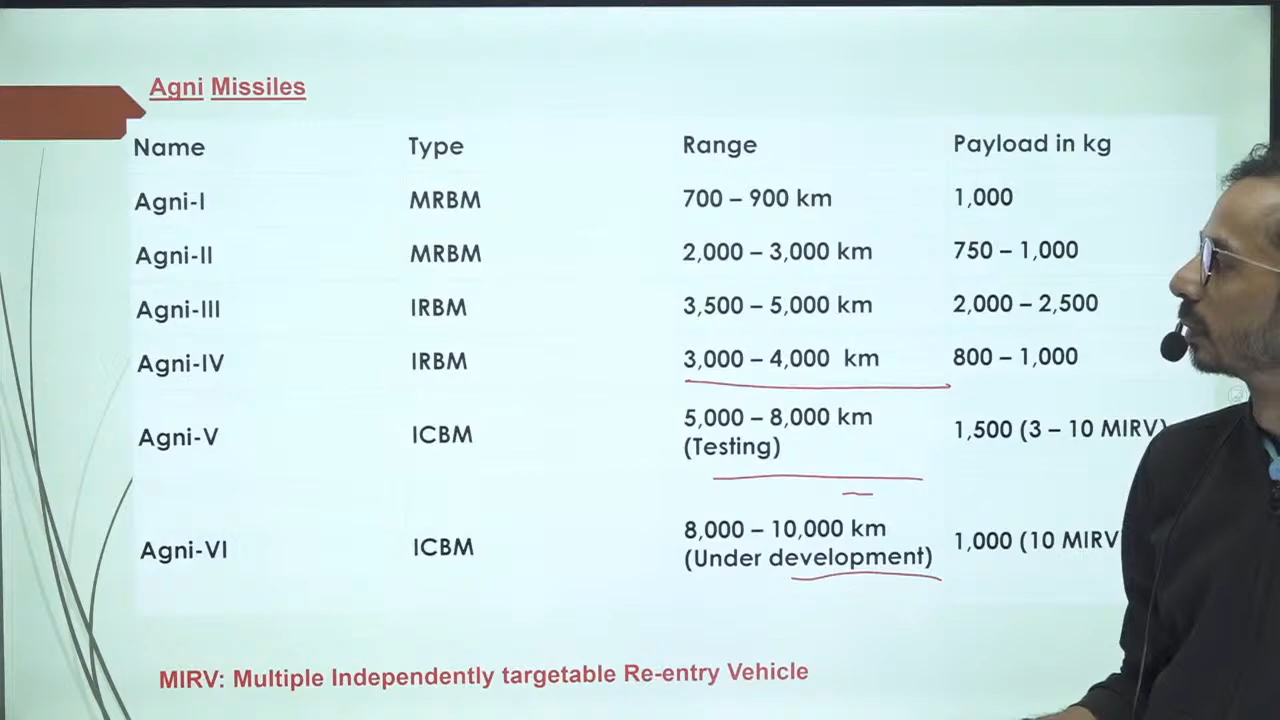 Agni Missiles
Name Type Range Payload in kg
Agni-I MRBM 700 – 900 km 1,000
Agni-II MRBM 2,000 – 3,000 km 750 – 1,000
Agni-III IRBM 3,500 – 5,000 km 2,000 – 2,500
Agni-IV IRBM 3,000 – 4,000 km 800 – 1,000
Agni-V ICBM 5,000 – 8,000 km 1,500 (3 – 10 MIRV)
(Testing)
Agni-VI ICBM 8,000 – 10,000 km 1,000 (10 MIRV
(Under development)
MIRV: Multiple Independently targetable Re-entry Vehicle